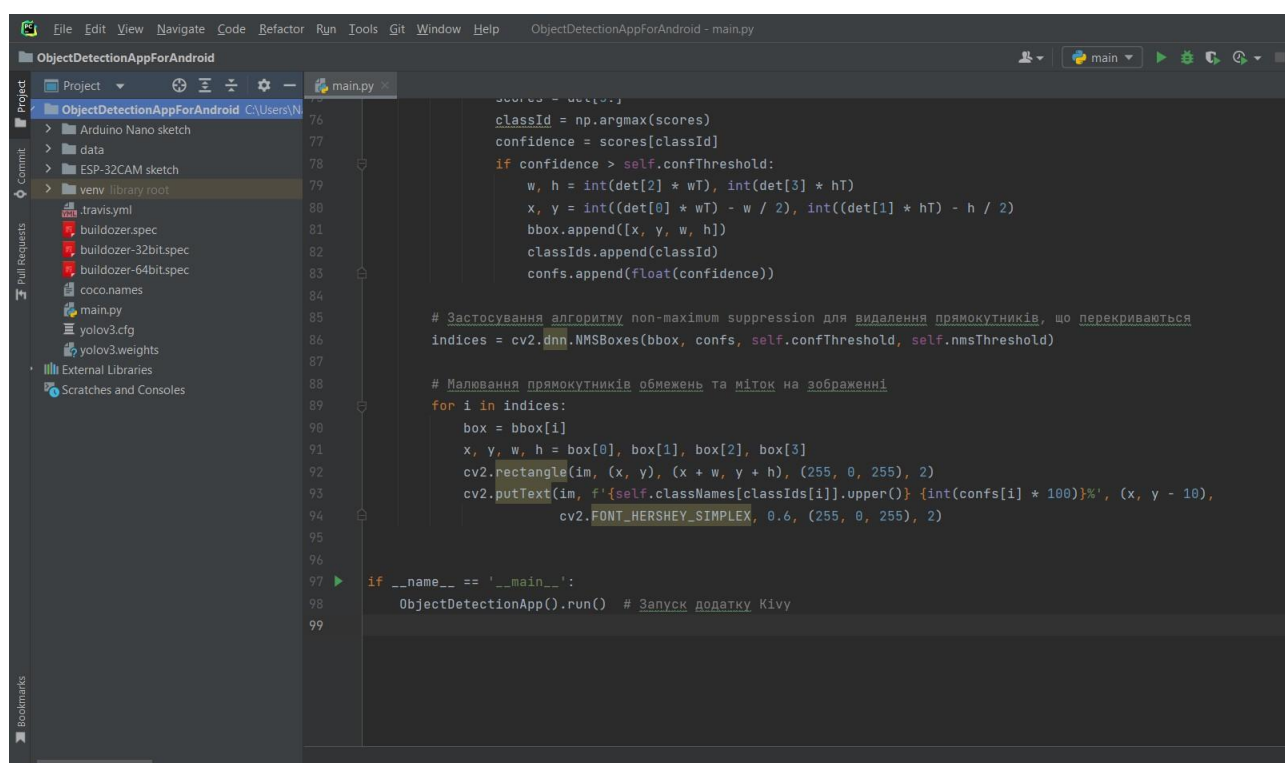 File Edit View Navigate Code Refactor Run Tools Git Window Help ObjectDetectionAppForAndroid - main.py
ObjectDetectionAppForAndroid
main
Project
main.py
Project
ObjectDetectionAppForAndroid C:\Users\N
Arduino Nano sketch
data
ESP-32CAM sketch
venv library root
.travis.yml
buildozer.spec
buildozer-32bit.spec
buildozer-64bit.spec
coco.names
main.py
yolov3.cfg
yolov3.weights
External Libraries
Scratches and Consoles
Commit
Pull Requests
Bookmarks
75 scores = det[5:]
76 classId = np.argmax(scores)
77 confidence = scores[classId]
78 if confidence > self.confThreshold:
79 w, h = int(det[2] * wT), int(det[3] * hT)
80 x, y = int((det[0] * wT) - w / 2), int((det[1] * hT) - h / 2)
81 bbox.append([x, y, w, h])
82 classIds.append(classId)
83 confs.append(float(confidence))
84
85 # Застосування алгоритму non-maximum suppression для видалення прямокутників, що перекриваються
86 indices = cv2.dnn.NMSBoxes(bbox, confs, self.confThreshold, self.nmsThreshold)
87
88 # Малювання прямокутників обмежень та міток на зображенні
89 for i in indices:
90 box = bbox[i]
91 x, y, w, h = box[0], box[1], box[2], box[3]
92 cv2.rectangle(im, (x, y), (x + w, y + h), (255, 0, 255), 2)
93 cv2.putText(im, f'{self.classNames[classIds[i]].upper()} {int(confs[i] * 100)}%', (x, y - 10),
94 cv2.FONT_HERSHEY_SIMPLEX, 0.6, (255, 0, 255), 2)
95
96
97 if __name__ == '__main__':
98 ObjectDetectionApp().run() # Запуск додатку Kivy
99